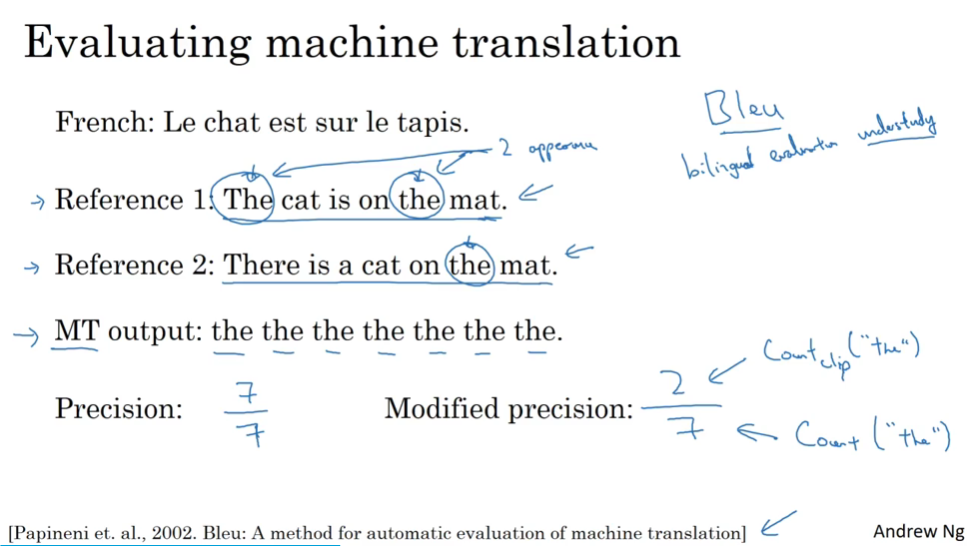 Evaluating machine translation
Bleu
bilingual evaluation understudy
French: Le chat est sur le tapis.
2 appearance
→ Reference 1: The cat is on the mat. ←
→ Reference 2: There is a cat on the mat. ←
→ MT output: the the the the the the the.
Precision: 7/7
Modified precision: 2/7
← Count clip ("the")
← Count ("the")
[Papineni et. al., 2002. Bleu: A method for automatic evaluation of machine translation] ←
Andrew Ng